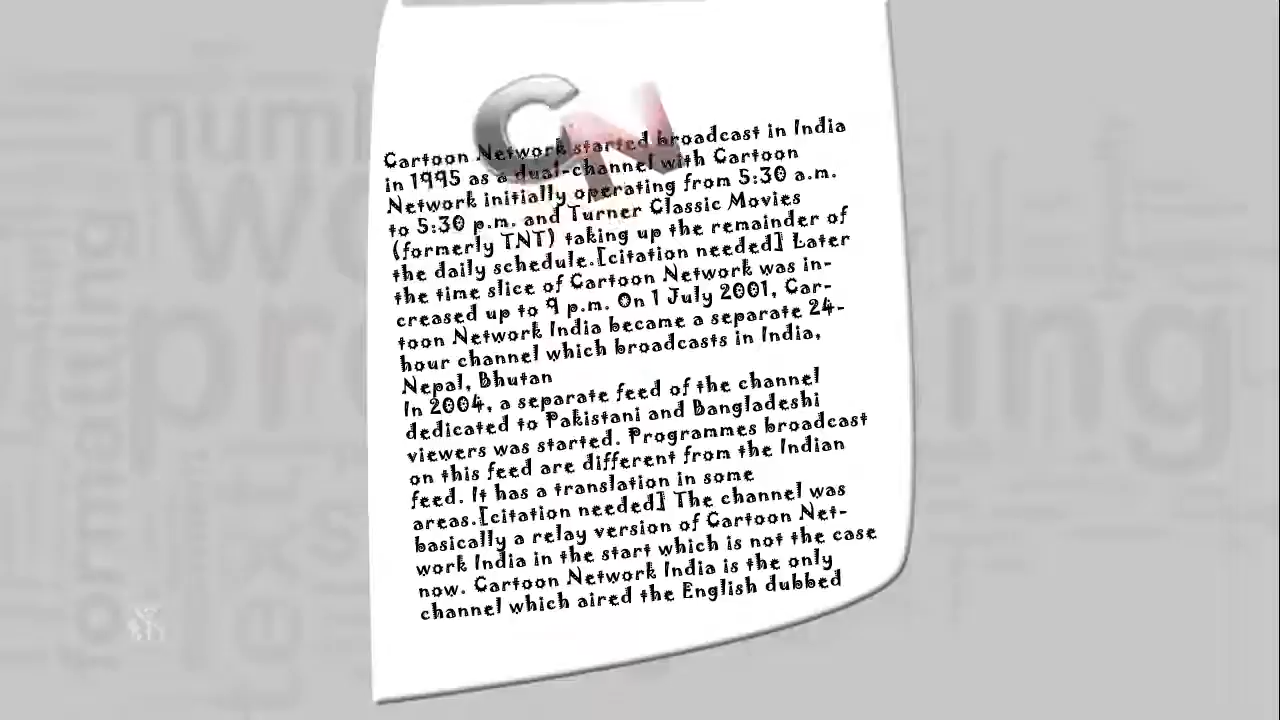 CN
Cartoon Network started broadcast in India
in 1995 as a dual-channel with Cartoon
Network initially operating from 5:30 a.m.
to 5:30 p.m. and Turner Classic Movies
(formerly TNT) taking up the remainder of
the daily schedule.[citation needed] Later
the time slice of Cartoon Network was in-
creased up to 9 p.m. On 1 July 2001, Car-
toon Network India became a separate 24-
hour channel which broadcasts in India,
Nepal, Bhutan
In 2004, a separate feed of the channel
dedicated to Pakistani and Bangladeshi
viewers was started. Programmes broadcast
on this feed are different from the Indian
feed. It has a translation in some
areas.[citation needed] The channel was
basically a relay version of Cartoon Net-
work India in the start which is not the case
now. Cartoon Network India is the only
channel which aired the English dubbed